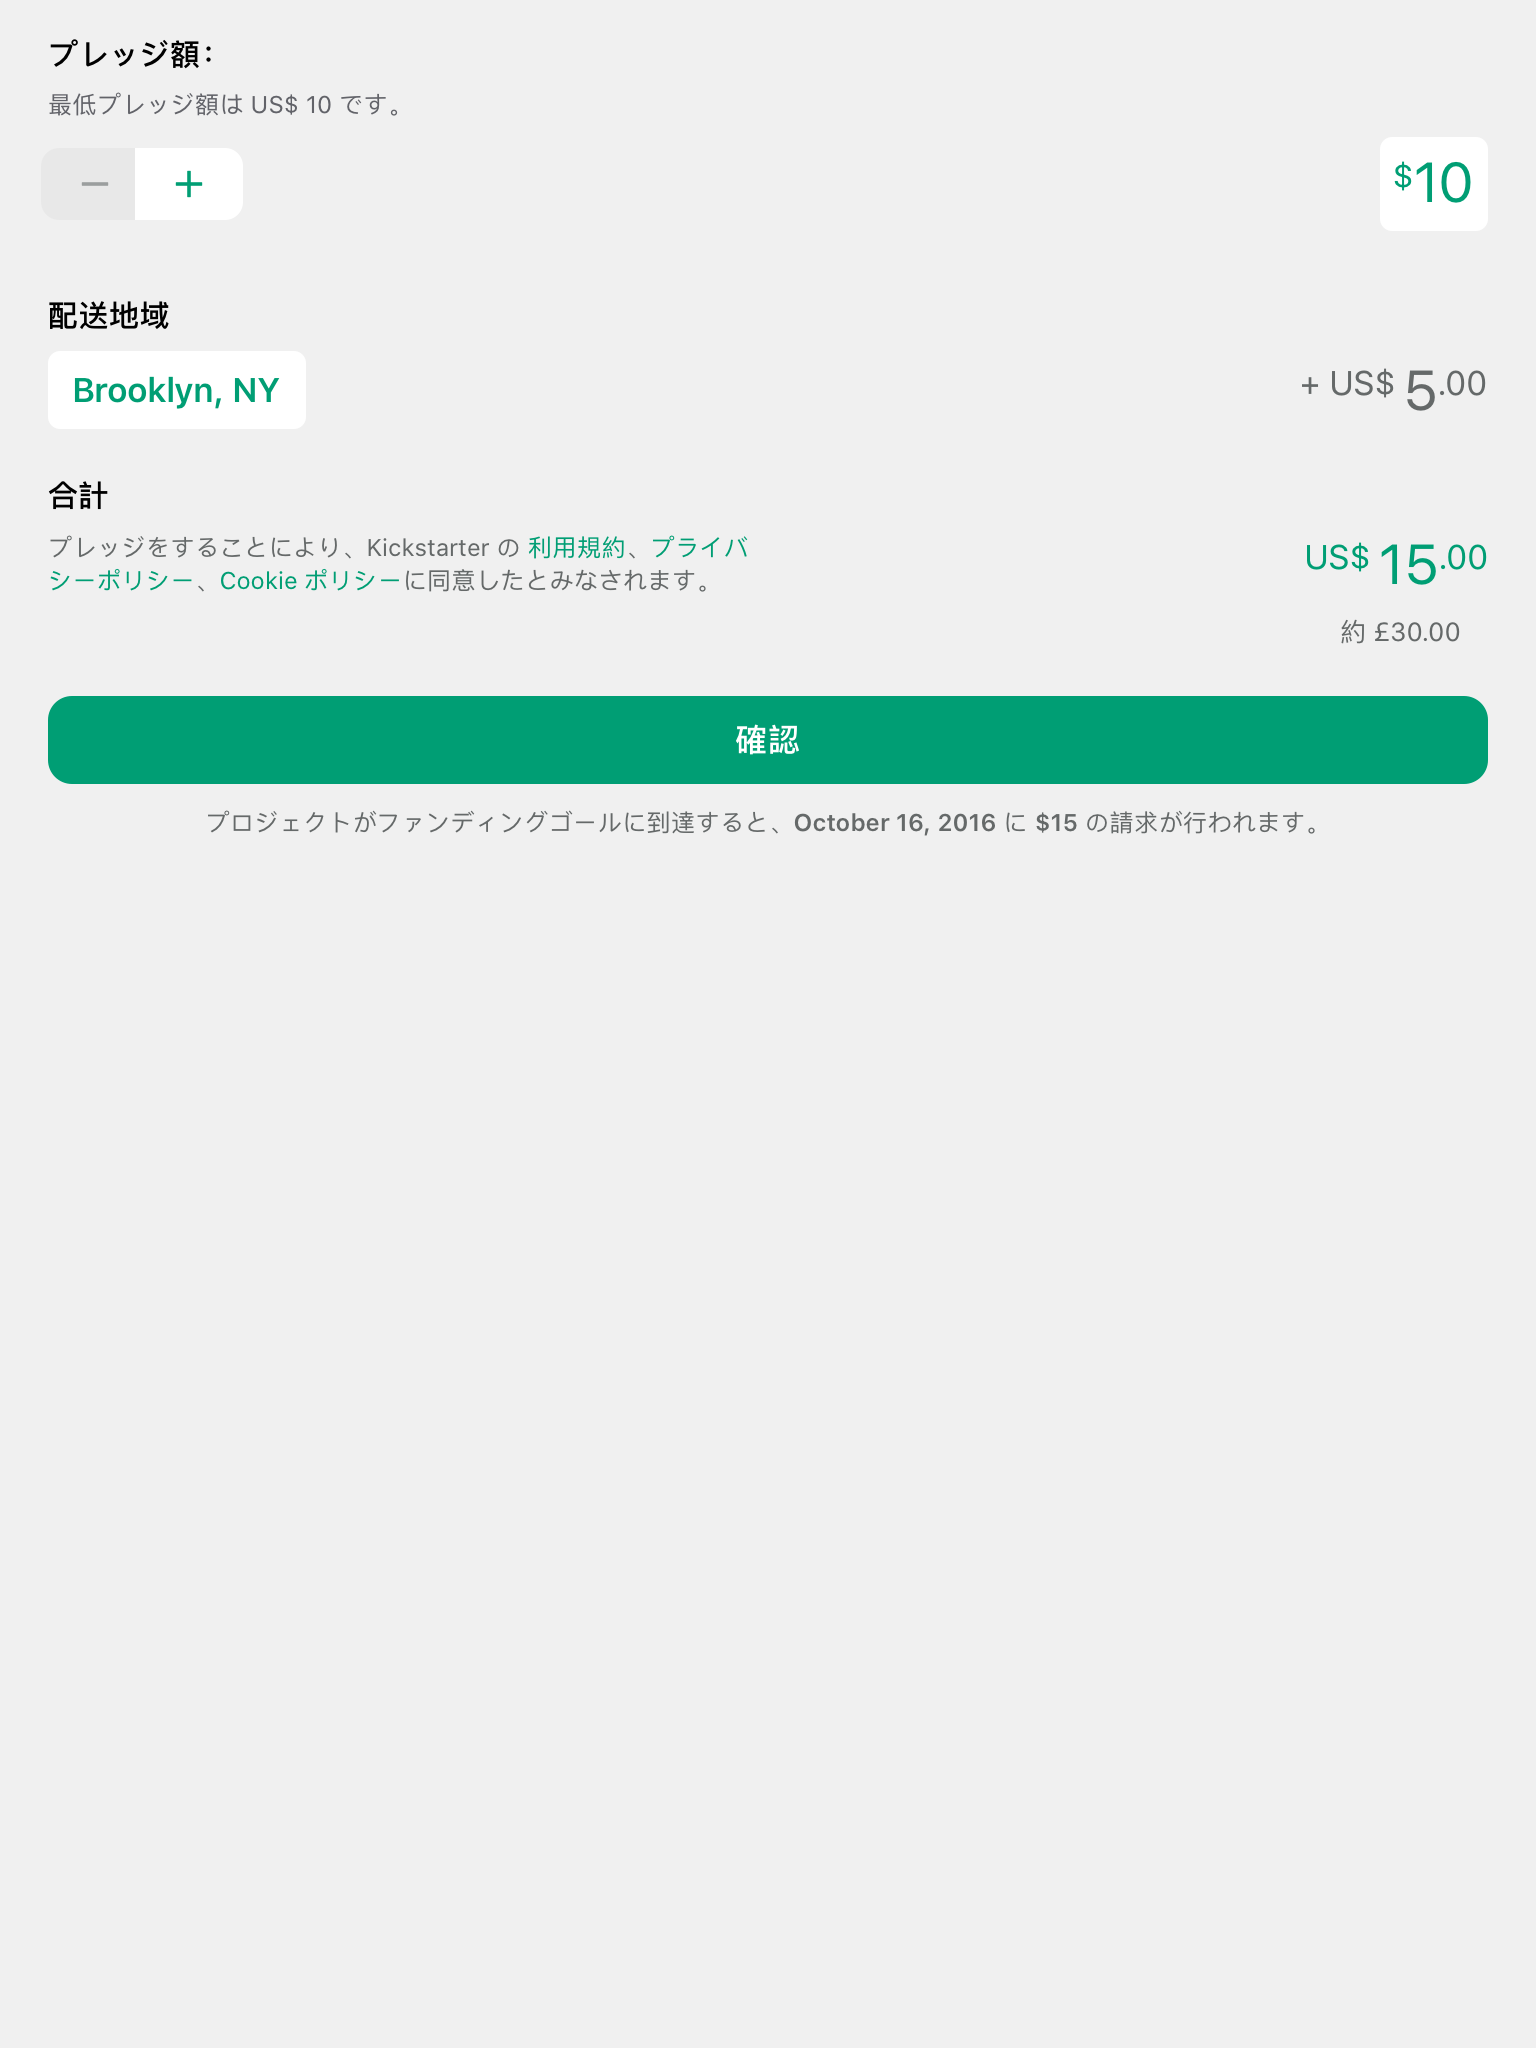 プレッジ額：
最低プレッジ額は US$ 10 です。
− +
$10
配送地域
Brooklyn, NY
+ US$ 5.00
合計
プレッジをすることにより、Kickstarter の 利用規約、プライバ
シーポリシー、Cookie ポリシーに同意したとみなされます。
US$ 15.00
約 £30.00
確認
プロジェクトがファンディングゴールに到達すると、October 16, 2016 に $15 の請求が行われます。